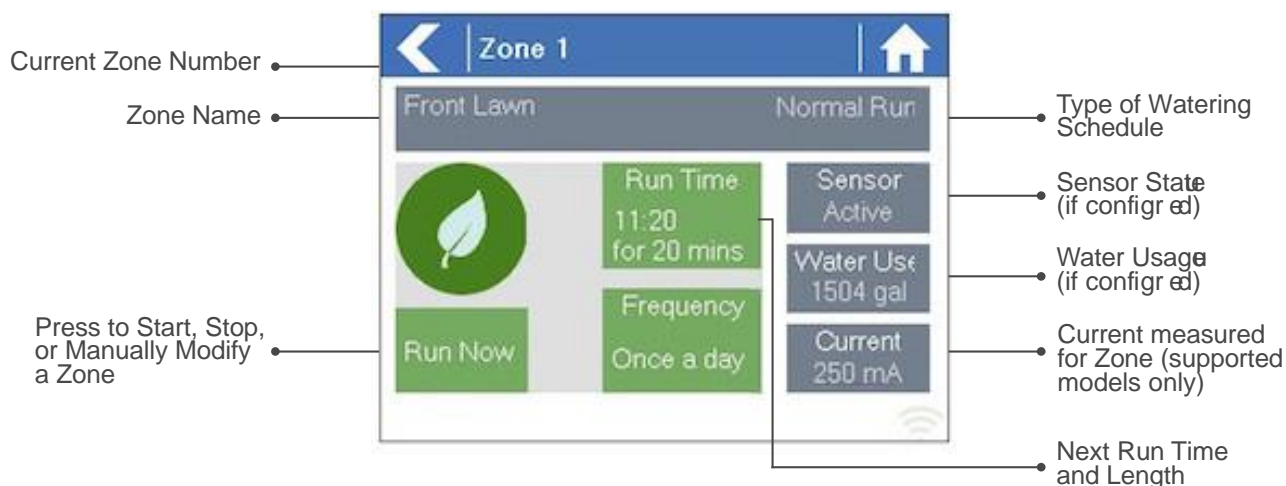 Current Zone Number
Zone Name
Press to Start, Stop,
or Manually Modify
a Zone
Zone 1
Front Lawn
Normal Run
Run Time
11:20
for 20 mins
Frequency
Once a day
Run Now
Sensor
Active
Water Use
1504 gal
Current
250 mA
Type of Watering
Schedule
Sensor State
(if configr ed)
Water Usage
(if configr ed)
Current measured
for Zone (supported
models only)
Next Run Time
and Length